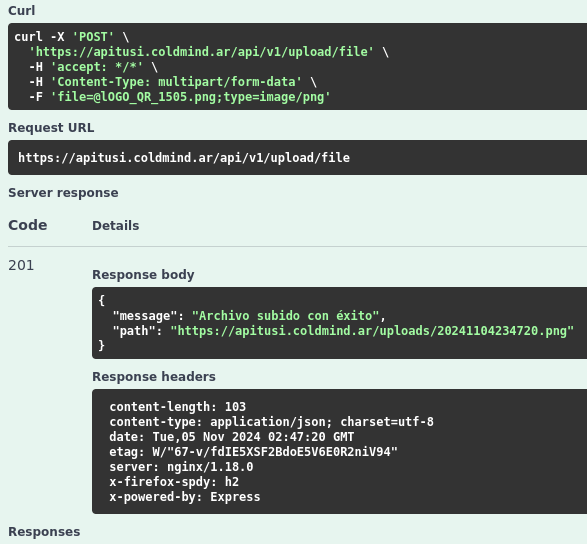 Curl
curl -X 'POST' \
'https://apitusi.coldmind.ar/api/v1/upload/file' \
-H 'accept: */*' \
-H 'Content-Type: multipart/form-data' \
-F 'file=@lOGO_QR_1505.png;type=image/png'
Request URL
https://apitusi.coldmind.ar/api/v1/upload/file
Server response
Code Details
201
Response body
{
"message": "Archivo subido con éxito",
"path": "https://apitusi.coldmind.ar/uploads/20241104234720.png"
}
Response headers
content-length: 103
content-type: application/json; charset=utf-8
date: Tue,05 Nov 2024 02:47:20 GMT
etag: W/"67-v/fdIE5XSF2BdoE5V6E0R2niV94"
server: nginx/1.18.0
x-firefox-spdy: h2
x-powered-by: Express
Responses